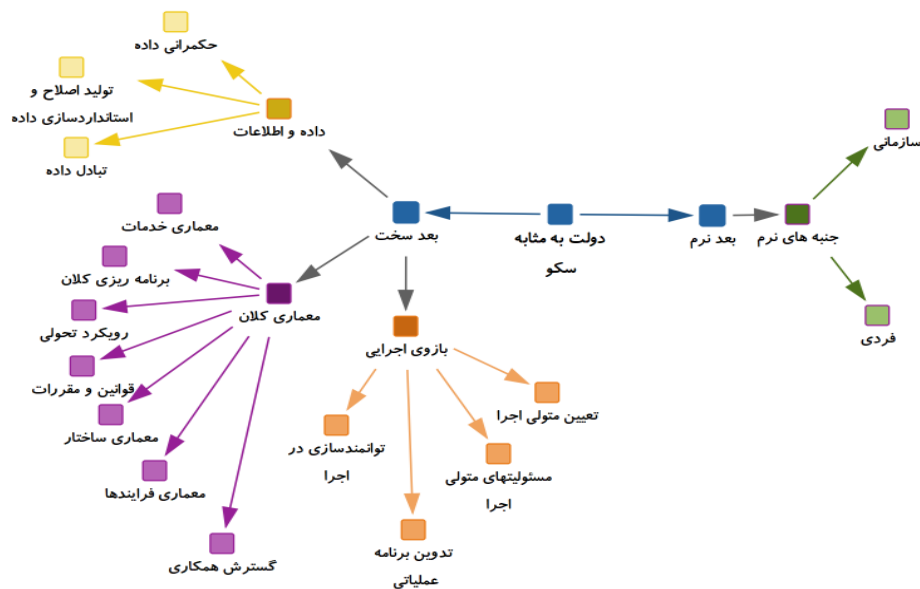 حکمرانی داده
تولید اصلاح و
استانداردسازی داده
تبادل داده
داده و اطلاعات
سازمانی
معماری خدمات
برنامه ریزی کلان
رویکرد تحولی
قوانین و مقررات
معماری ساختار
معماری فرایندها
گسترش همکاری
معماری کلان
بعد سخت
دولت به مثابه
سکو
بعد نرم
جنبه های نرم
فردی
بازوی اجرایی
تعیین متولی اجرا
مسئولیتهای متولی
اجرا
توانمندسازی در
اجرا
تدوین برنامه
عملیاتی